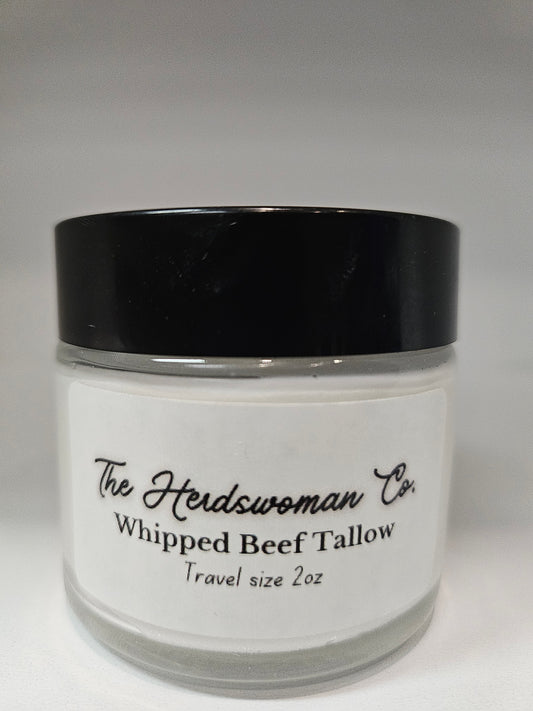 The Herdswoman Co.
Whipped Beef Tallow
Travel size 2oz